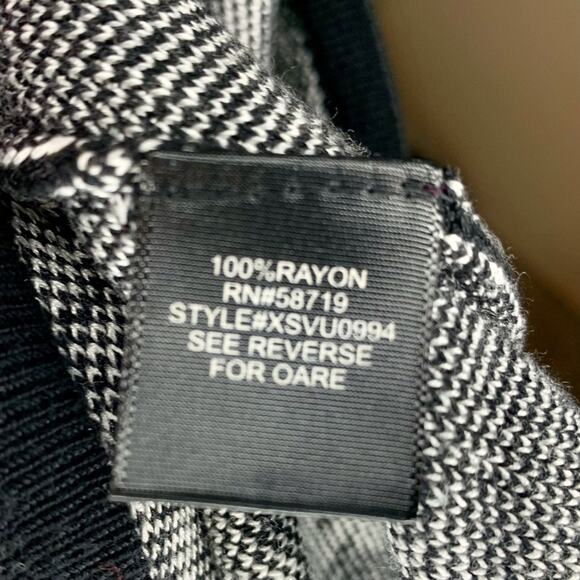 100%RAYON
RN#58719
STYLE#XSVU0994
SEE REVERSE
FOR OARE